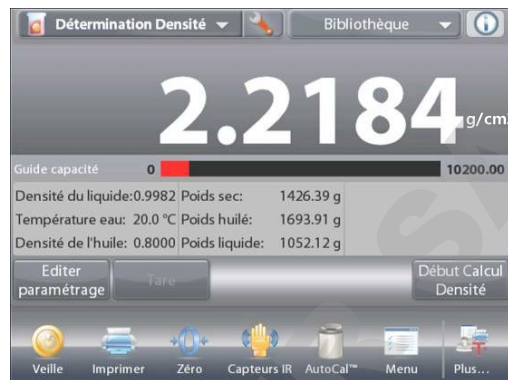 Détermination Densité
Bibliothèque
2.2184 g/cm
Guide capacité 0 10200.00
Densité du liquide:0.9982 Poids sec: 1426.39 g
Température eau: 20.0 °C Poids huilé: 1693.91 g
Densité de l'huile: 0.8000 Poids liquide: 1052.12 g
Editer paramétrage
Tare
Début Calcul
Densité
Veille Imprimer Zéro Capteurs IR AutoCal™ Menu Plus...